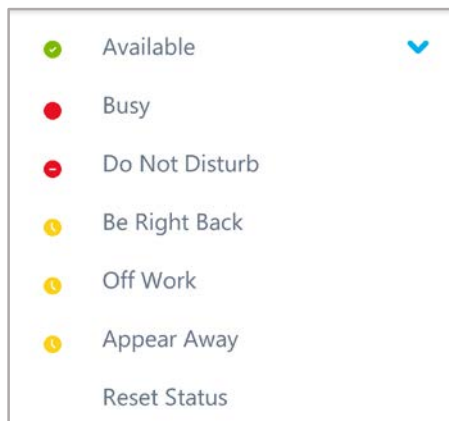 Available
Busy
Do Not Disturb
Be Right Back
Off Work
Appear Away
Reset Status